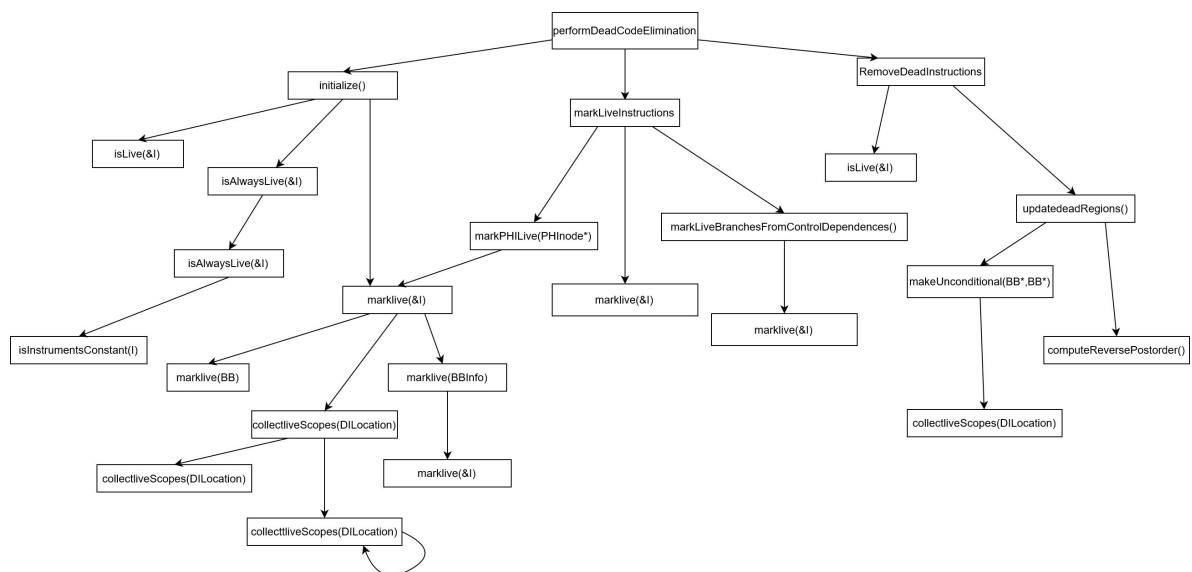 performDeadCodeElimination
initialize()
RemoveDeadInstructions
markLiveInstructions
isLive(&I)
isLive(&I)
isAlwaysLive(&I)
updatedeadRegions()
markPHILive(PHInode*)
markLiveBranchesFromControlDependences()
isAlwaysLive(&I)
makeUnconditional(BB*,BB*)
marklive(&I)
marklive(&I)
marklive(&I)
isInstrumentsConstant(I)
computeReversePostorder()
marklive(BB)
marklive(BBInfo)
collectliveScopes(DILocation)
collectliveScopes(DILocation)
collectliveScopes(DILocation)
marklive(&I)
collecttliveScopes(DILocation)